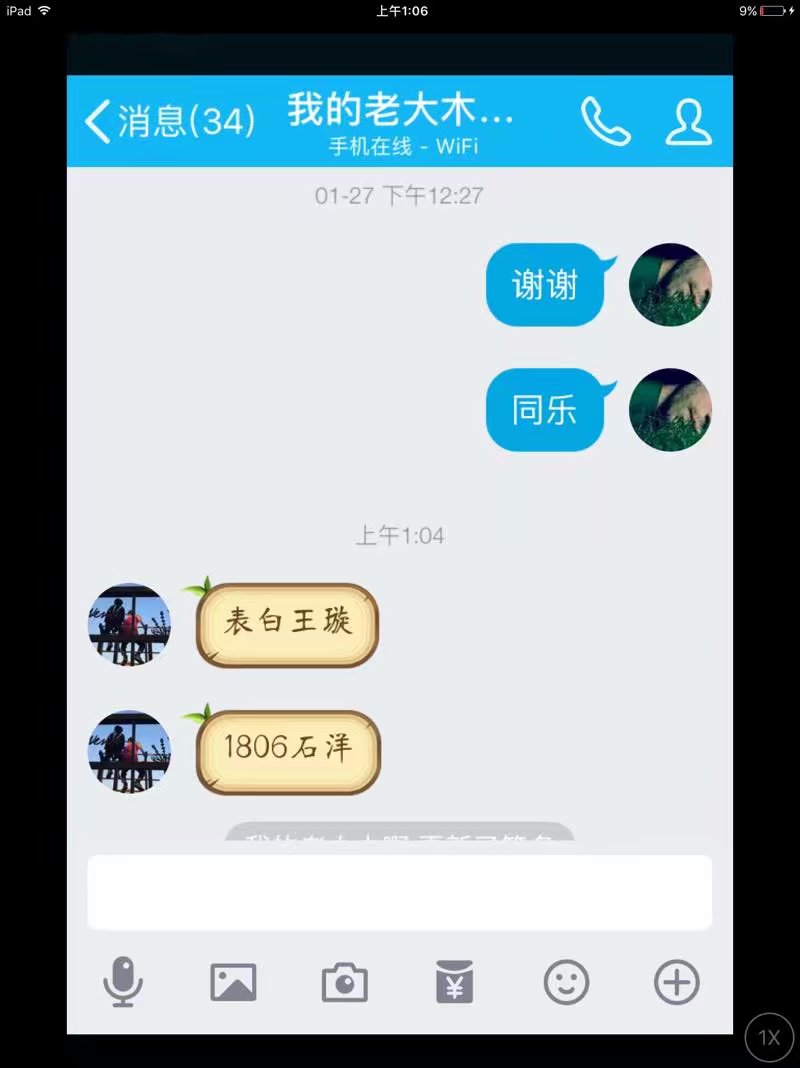 iPad 上午1:06 9%
消息(34) 我的老大木...
手机在线 - WiFi
01-27 下午12:27
谢谢
同乐
上午1:04
表白王璇
1806石洋
1X